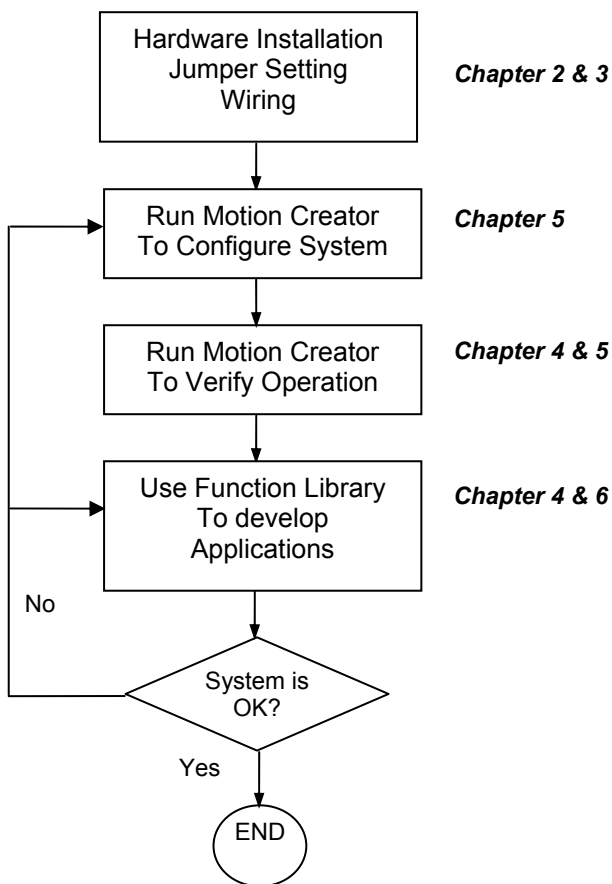 Hardware Installation
Jumper Setting
Wiring
Chapter 2 & 3
Run Motion Creator
To Configure System
Chapter 5
Run Motion Creator
To Verify Operation
Chapter 4 & 5
Use Function Library
To develop
Applications
Chapter 4 & 6
No
System is
OK?
Yes
END